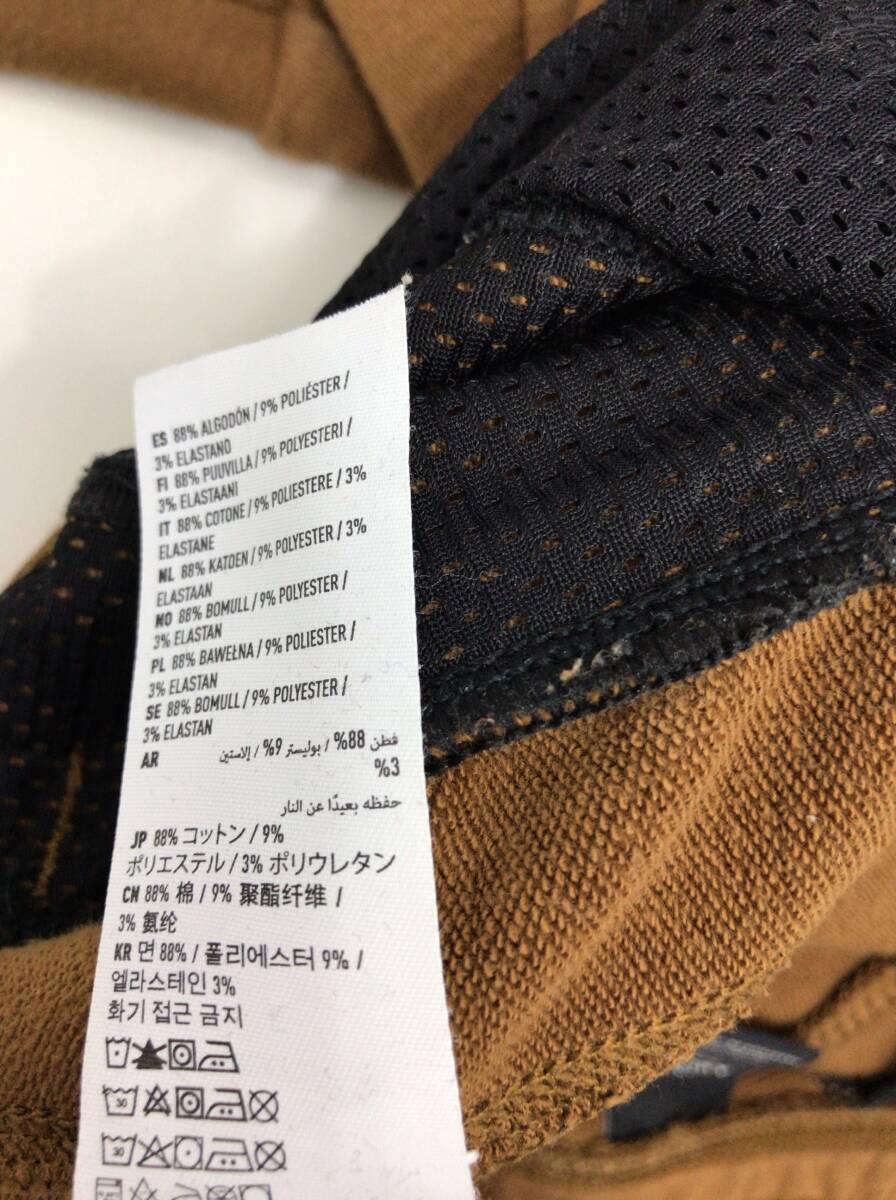 ES 88% ALGODÓN / 9% POLIÉSTER /
3% ELASTANO
FI 88% PUUVILLA / 9% POLYESTERI /
3% ELASTAANI
IT 88% COTONE / 9% POLIESTERE / 3%
ELASTANE
NL 88% KATOEN / 9% POLYESTER / 3%
ELASTAAN
NO 88% BOMULL / 9% POLYESTER /
3% ELASTAN
PL 88% BAWEŁNA / 9% POLIESTER /
3% ELASTAN
SE 88% BOMULL / 9% POLYESTER /
3% ELASTAN
AR قطن 88% / بوليستر 9% / إلاستين
3%
حفظه بعيدًا عن النار
JP 88% コットン / 9%
ポリエステル / 3% ポリウレタン
CN 88% 棉 / 9% 聚酯纤维 /
3% 氨纶
KR 면 88% / 폴리에스터 9% /
엘라스테인 3%
화기 접근 금지
30
30